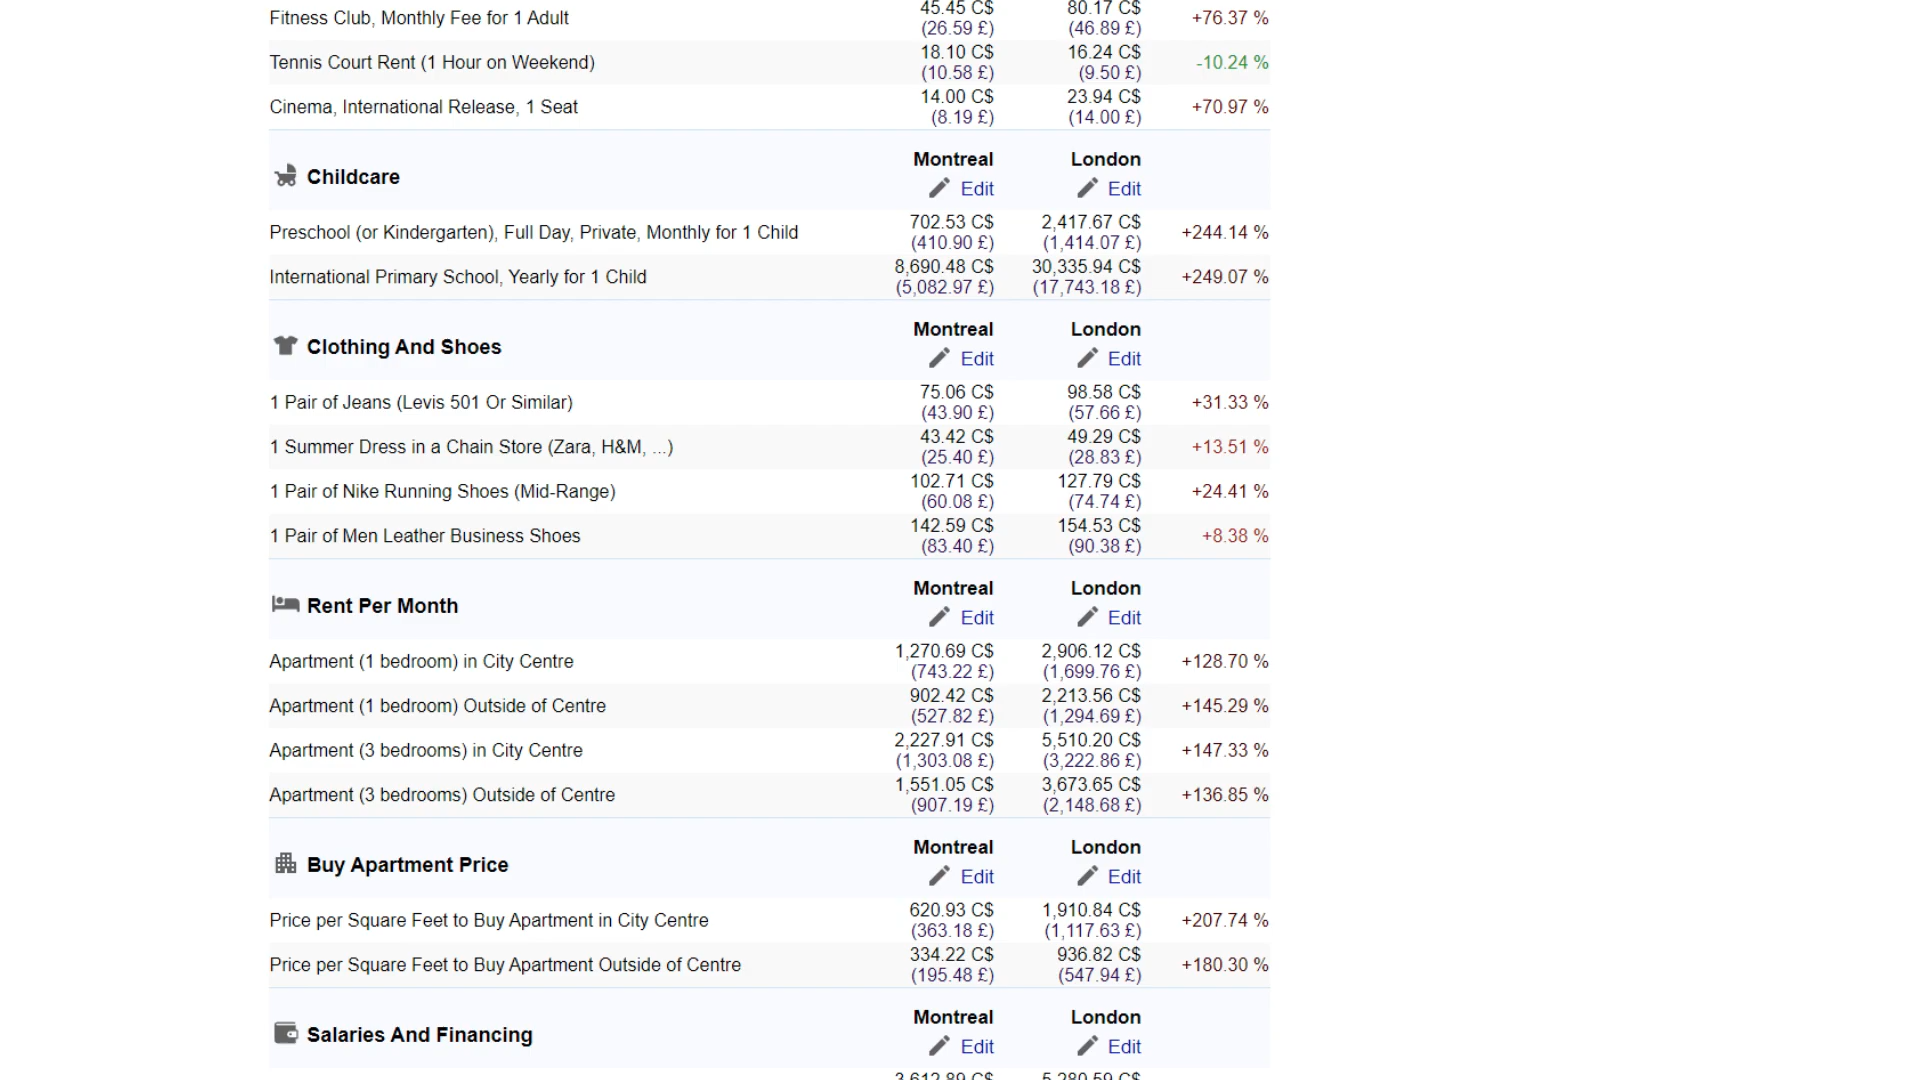 Fitness Club, Monthly Fee for 1 Adult 45.45 C$ (26.59 £) 80.17 C$ (46.89 £) +76.37 %
Tennis Court Rent (1 Hour on Weekend) 18.10 C$ (10.58 £) 16.24 C$ (9.50 £) -10.24 %
Cinema, International Release, 1 Seat 14.00 C$ (8.19 £) 23.94 C$ (14.00 £) +70.97 %
Childcare Montreal Edit London Edit
Preschool (or Kindergarten), Full Day, Private, Monthly for 1 Child 702.53 C$ (410.90 £) 2,417.67 C$ (1,414.07 £) +244.14 %
International Primary School, Yearly for 1 Child 8,690.48 C$ (5,082.97 £) 30,335.94 C$ (17,743.18 £) +249.07 %
Clothing And Shoes Montreal Edit London Edit
1 Pair of Jeans (Levis 501 Or Similar) 75.06 C$ (43.90 £) 98.58 C$ (57.66 £) +31.33 %
1 Summer Dress in a Chain Store (Zara, H&M, ...) 43.42 C$ (25.40 £) 49.29 C$ (28.83 £) +13.51 %
1 Pair of Nike Running Shoes (Mid-Range) 102.71 C$ (60.08 £) 127.79 C$ (74.74 £) +24.41 %
1 Pair of Men Leather Business Shoes 142.59 C$ (83.40 £) 154.53 C$ (90.38 £) +8.38 %
Rent Per Month Montreal Edit London Edit
Apartment (1 bedroom) in City Centre 1,270.69 C$ (743.22 £) 2,906.12 C$ (1,699.76 £) +128.70 %
Apartment (1 bedroom) Outside of Centre 902.42 C$ (527.82 £) 2,213.56 C$ (1,294.69 £) +145.29 %
Apartment (3 bedrooms) in City Centre 2,227.91 C$ (1,303.08 £) 5,510.20 C$ (3,222.86 £) +147.33 %
Apartment (3 bedrooms) Outside of Centre 1,551.05 C$ (907.19 £) 3,673.65 C$ (2,148.68 £) +136.85 %
Buy Apartment Price Montreal Edit London Edit
Price per Square Feet to Buy Apartment in City Centre 620.93 C$ (363.18 £) 1,910.84 C$ (1,117.63 £) +207.74 %
Price per Square Feet to Buy Apartment Outside of Centre 334.22 C$ (195.48 £) 936.82 C$ (547.94 £) +180.30 %
Salaries And Financing Montreal Edit London Edit
3,612.89 C$ 5,280.59 C$